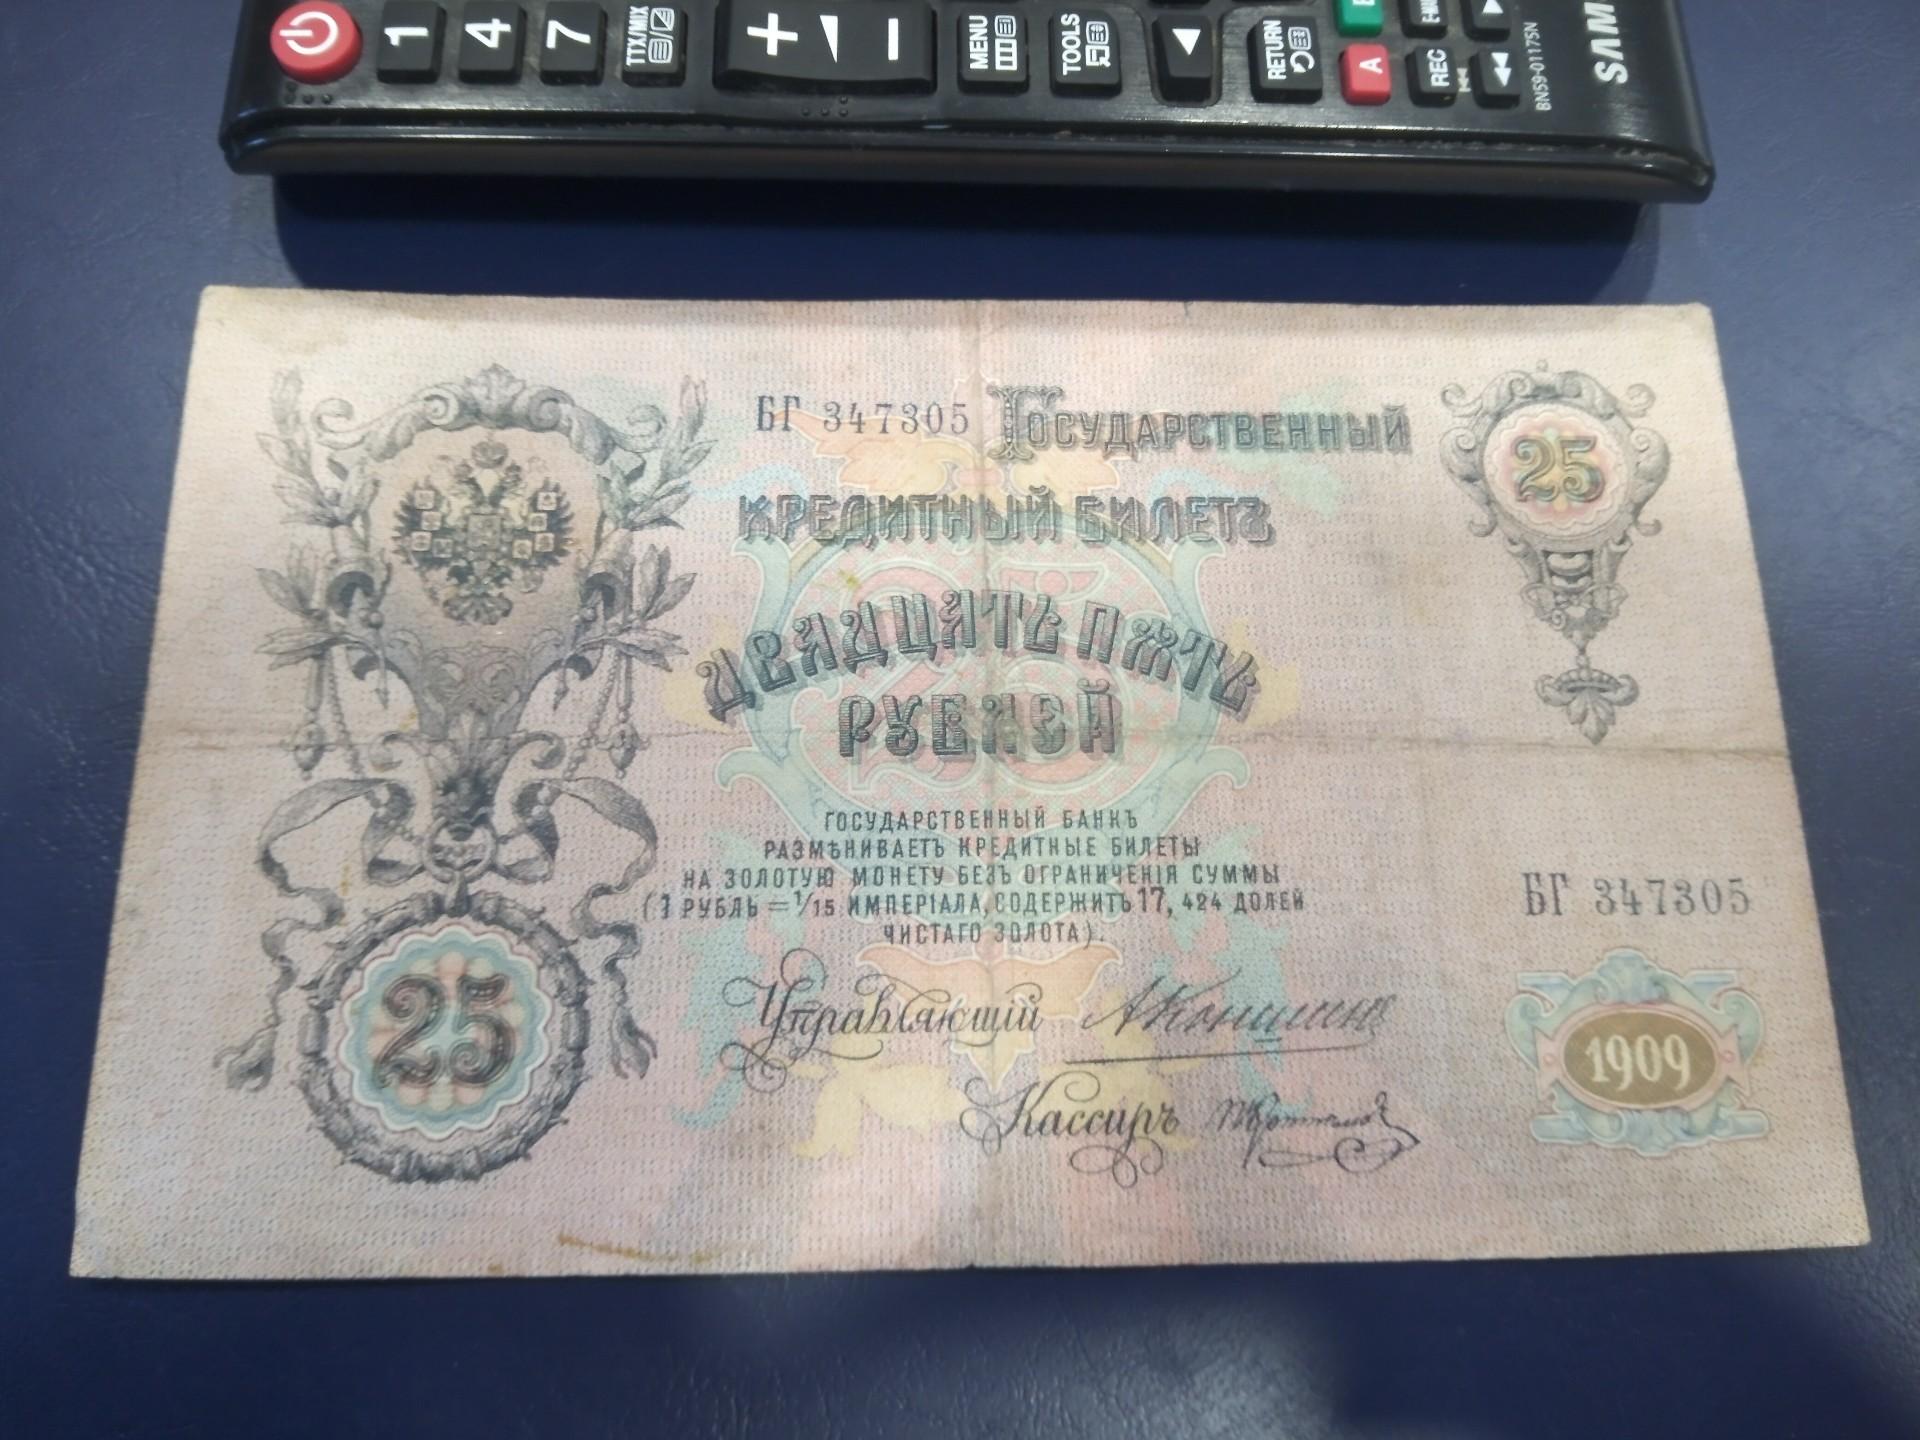 1
4
7
TTX/MIX
+
−
MENU
TOOLS
RETURN
A
REC
BN59-01175N
SAM
БГ 347305
Государственный
кредитный билетъ
25
двадцать пять
рублей
Государственный банкъ
размѣниваетъ кредитные билеты
на золотую монету безъ ограниченія суммы
(1 рубль = 1/15 имперіала, содержитъ 17, 424 долей
чистаго золота).
БГ 347305
25
Управляющій АКоншинъ
Кассиръ
1909